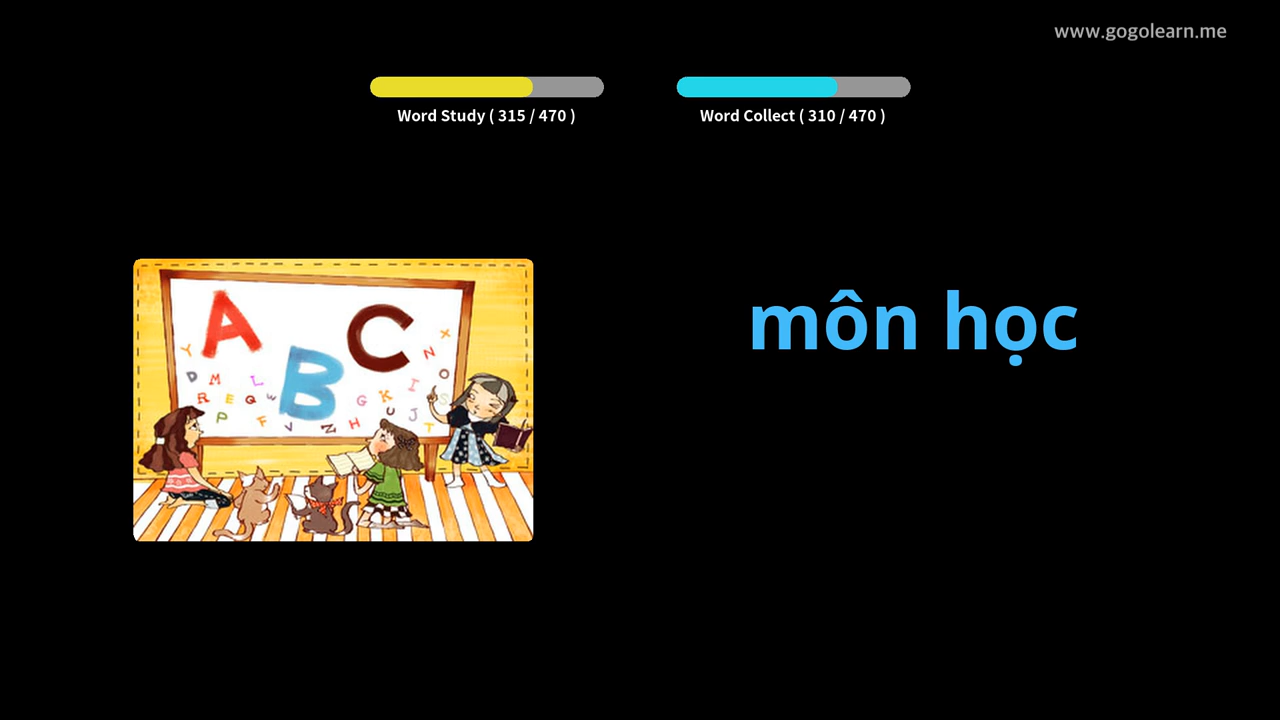 www.gogolearn.me
Word Study ( 315 / 470 )
Word Collect ( 310 / 470 )
môn học
A
C
B
X
Y
N
D
M
L
O
R
E
Q
W
G
K
I
S
P
F
V
Z
H
U
J
T